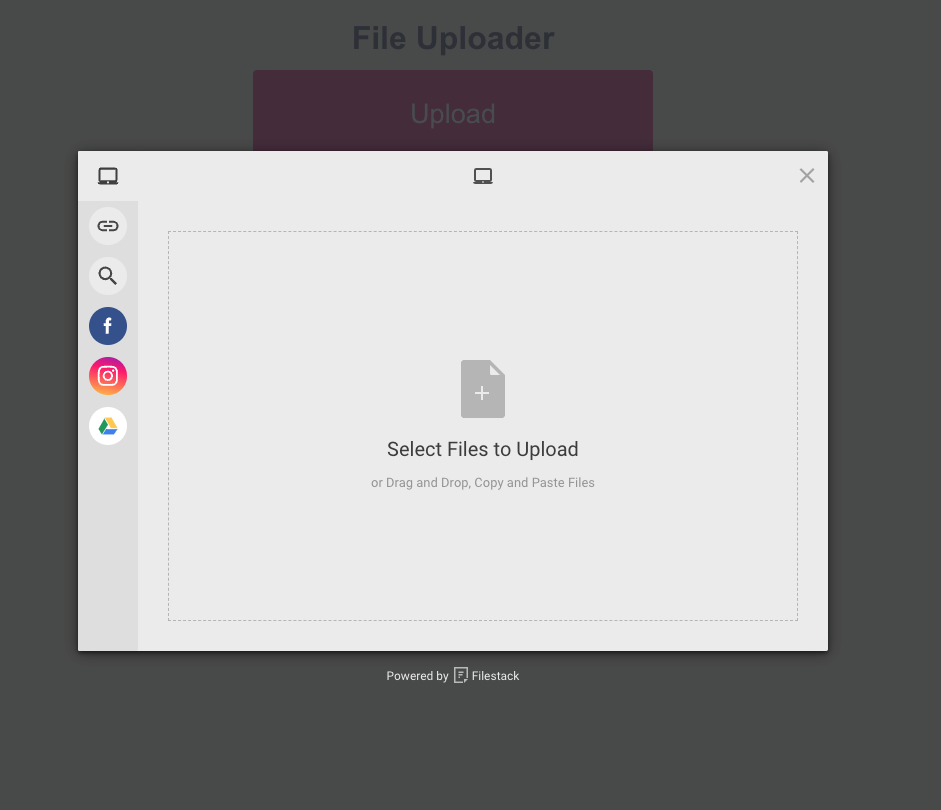 File Uploader
Upload
Select Files to Upload
or Drag and Drop, Copy and Paste Files
Powered by Filestack